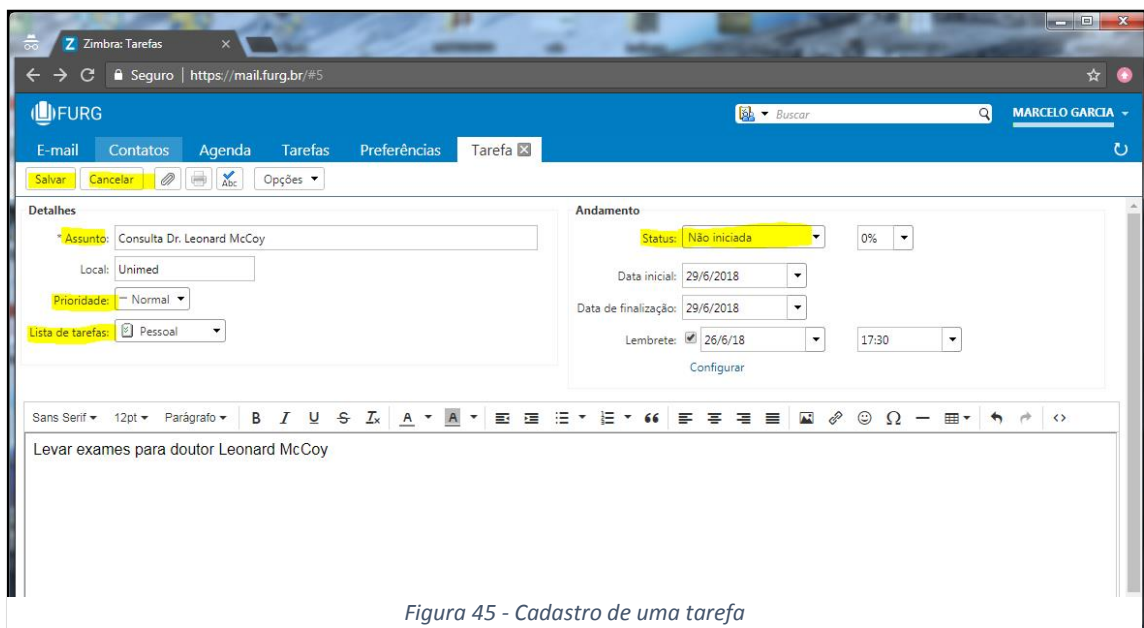 Zimbra: Tarefas
Seguro | https://mail.furg.br/#5
FURG
Buscar
MARCELO GARCIA
E-mail Contatos Agenda Tarefas Preferências Tarefa
Salvar Cancelar Abc Opções
Detalhes
* Assunto: Consulta Dr. Leonard McCoy
Local: Unimed
Prioridade: Normal
Lista de tarefas: Pessoal
Andamento
Status: Não iniciada 0%
Data inicial: 29/6/2018
Data de finalização: 29/6/2018
Lembrete: 26/6/18 17:30
Configurar
Sans Serif 12pt Parágrafo B I U S Ix A A
Levar exames para doutor Leonard McCoy
Figura 45 - Cadastro de uma tarefa